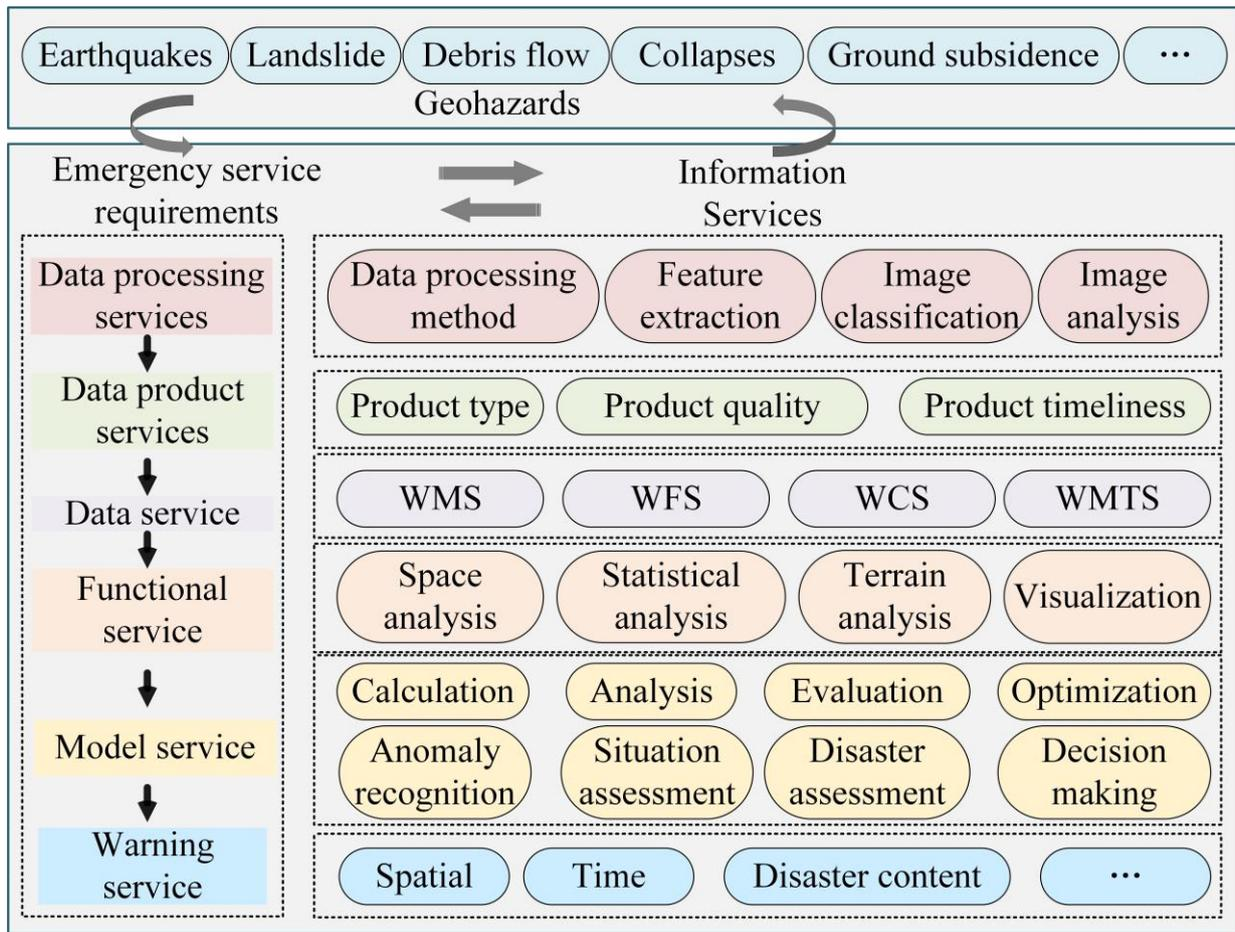 Earthquakes Landslide Debris flow Collapses Ground subsidence ...
Geohazards
Emergency service
requirements
Information
Services
Data processing
services
Data product
services
Data service
Functional
service
Model service
Warning
service
Data processing
method
Feature
extraction
Image
classification
Image
analysis
Product type Product quality Product timeliness
WMS WFS WCS WMTS
Space
analysis
Statistical
analysis
Terrain
analysis
Visualization
Calculation Analysis Evaluation Optimization
Anomaly
recognition
Situation
assessment
Disaster
assessment
Decision
making
Spatial Time Disaster content ...